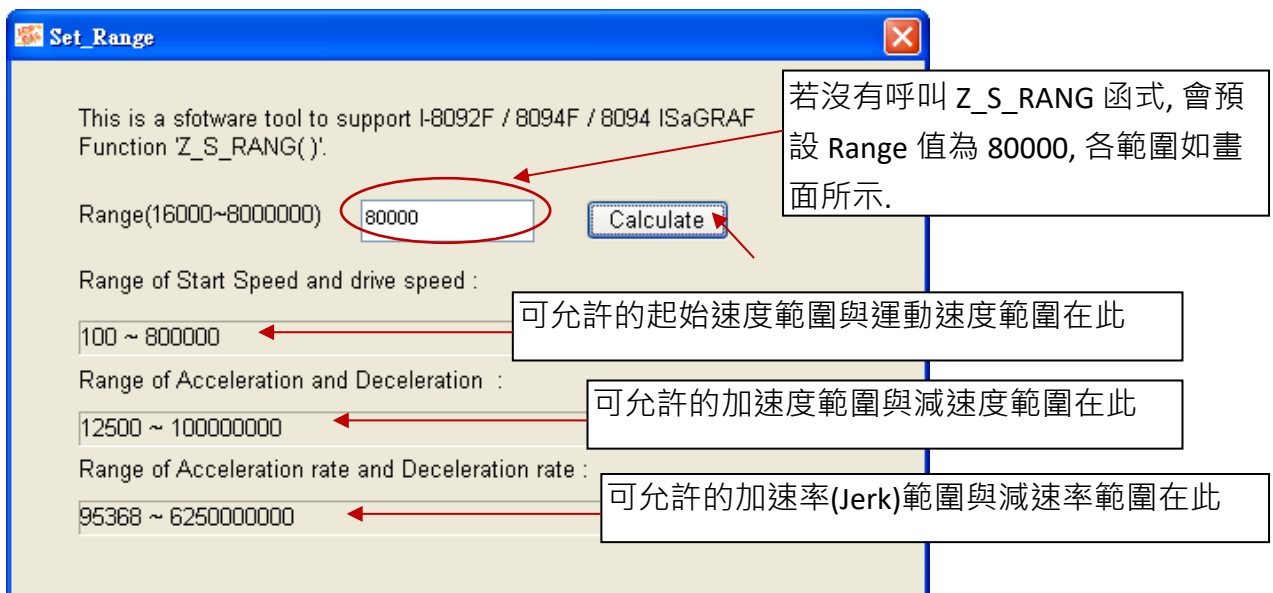 Set_Range
This is a sfotware tool to support I-8092F / 8094F / 8094 ISaGRAF
Function 'Z_S_RANG( )'.
若沒有呼叫 Z_S_RANG 函式, 會預
設 Range 值為 80000, 各範圍如畫
面所示.
Range(16000~8000000)
80000
Calculate
Range of Start Speed and drive speed :
可允許的起始速度範圍與運動速度範圍在此
100 ~ 800000
Range of Acceleration and Deceleration :
可允許的加速度範圍與減速度範圍在此
12500 ~ 100000000
Range of Acceleration rate and Deceleration rate :
可允許的加速率(Jerk)範圍與減速率範圍在此
95368 ~ 6250000000